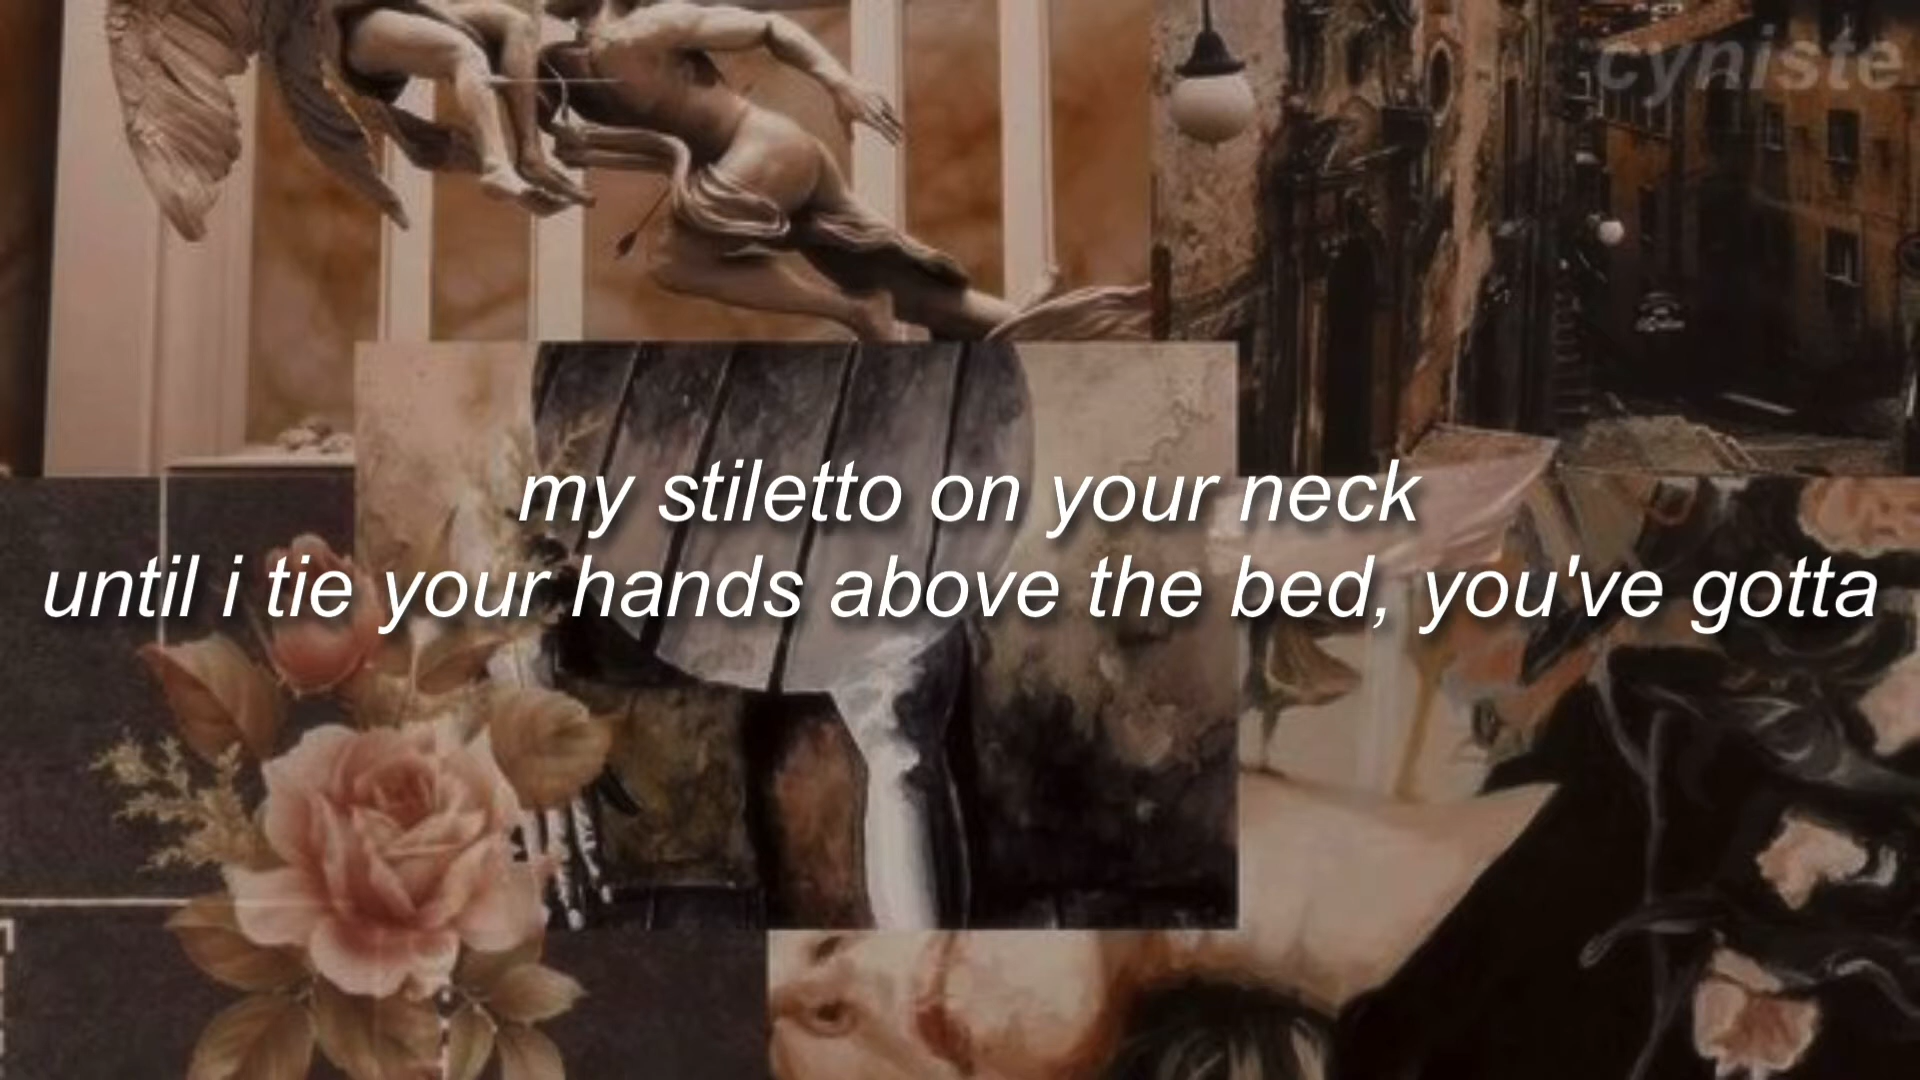 cyniste
my stiletto on your neck
until i tie your hands above the bed, you've gotta